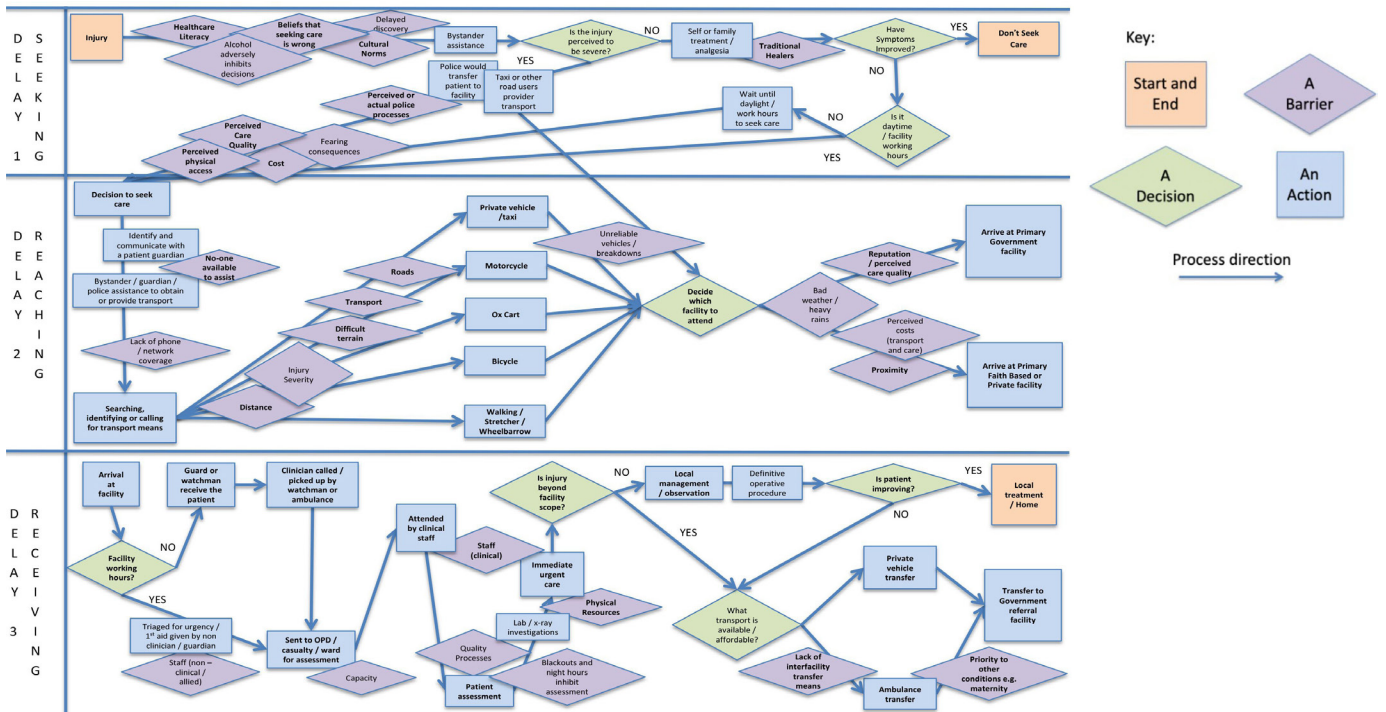 DELAY 1
SEEKING
Injury
Healthcare
Literacy
Alcohol
adversely
inhibits
decisions
Beliefs that
seeking care
is wrong
Delayed
discovery
Cultural
Norms
Bystander
assistance
Is the injury
perceived to
be severe?
NO
YES
Self or family
treatment /
analgesia
Traditional
Healers
Have
Symptoms
Improved?
YES
NO
Don't Seek
Care
Police would
transfer
patient to
facility
Taxi or other
road users
provider
transport
Perceived or
actual police
processes
Wait until
daylight /
work hours
to seek care
NO
Is it
daytime /
facility
working
hours
YES
Perceived
Care
Quality
Perceived
physical
access
Cost
Fearing
consequences
DELAY 2
REACHING
Decision to seek
care
Identify and
communicate with
a patient guardian
No-one
available
to assist
Bystander / guardian /
police assistance to obtain
or provide transport
Lack of phone
/ network
coverage
Searching,
identifying or calling
for transport means
Roads
Transport
Difficult
terrain
Injury
Severity
Distance
Private vehicle
/taxi
Motorcycle
Ox Cart
Bicycle
Walking /
Stretcher /
Wheelbarrow
Unreliable
vehicles /
breakdowns
Decide
which
facility to
attend
Reputation
/ perceived
care quality
Bad
weather /
heavy
rains
Perceived
costs
(transport
and care)
Proximity
Arrive at Primary
Government
facility
Arrive at Primary
Faith Based or
Private facility
DELAY 3
RECEIVING
Arrival
at
facility
Guard or
watchman
receive the
patient
Clinician called /
picked up by
watchman or
ambulance
Facility
working
hours?
NO
YES
Triaged for urgency /
1st aid given by non
clinician / guardian
Staff (non –
clinical /
allied)
Sent to OPD /
casualty / ward
for assessment
Capacity
Attended
by clinical
staff
Staff
(clinical)
Quality
Processes
Patient
assessment
Blackouts and
night hours
inhibit
assessment
Lab / x-ray
investigations
Physical
Resources
Immediate
urgent
care
Is injury
beyond
facility
scope?
NO
YES
Local
management
/ observation
Definitive
operative
procedure
Is patient
improving?
YES
NO
Local
treatment
/ Home
What
transport is
available /
affordable?
Private
vehicle
transfer
Lack of
interfacility
transfer
means
Ambulance
transfer
Priority to
other
conditions e.g.
maternity
Transfer to
Government
referral
facility
Key:
Start and
End
A
Barrier
A
Decision
An
Action
Process direction